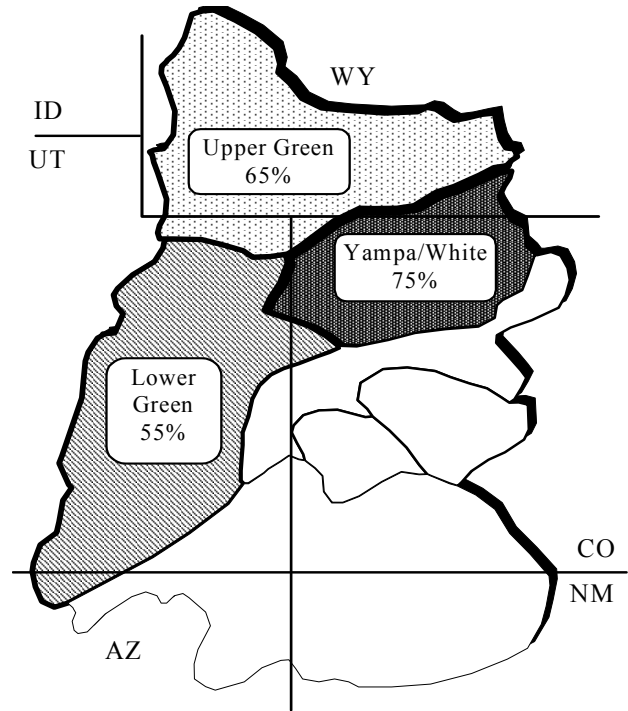 WY
ID
UT
Upper Green
65%
Yampa/White
75%
Lower
Green
55%
CO
NM
AZ